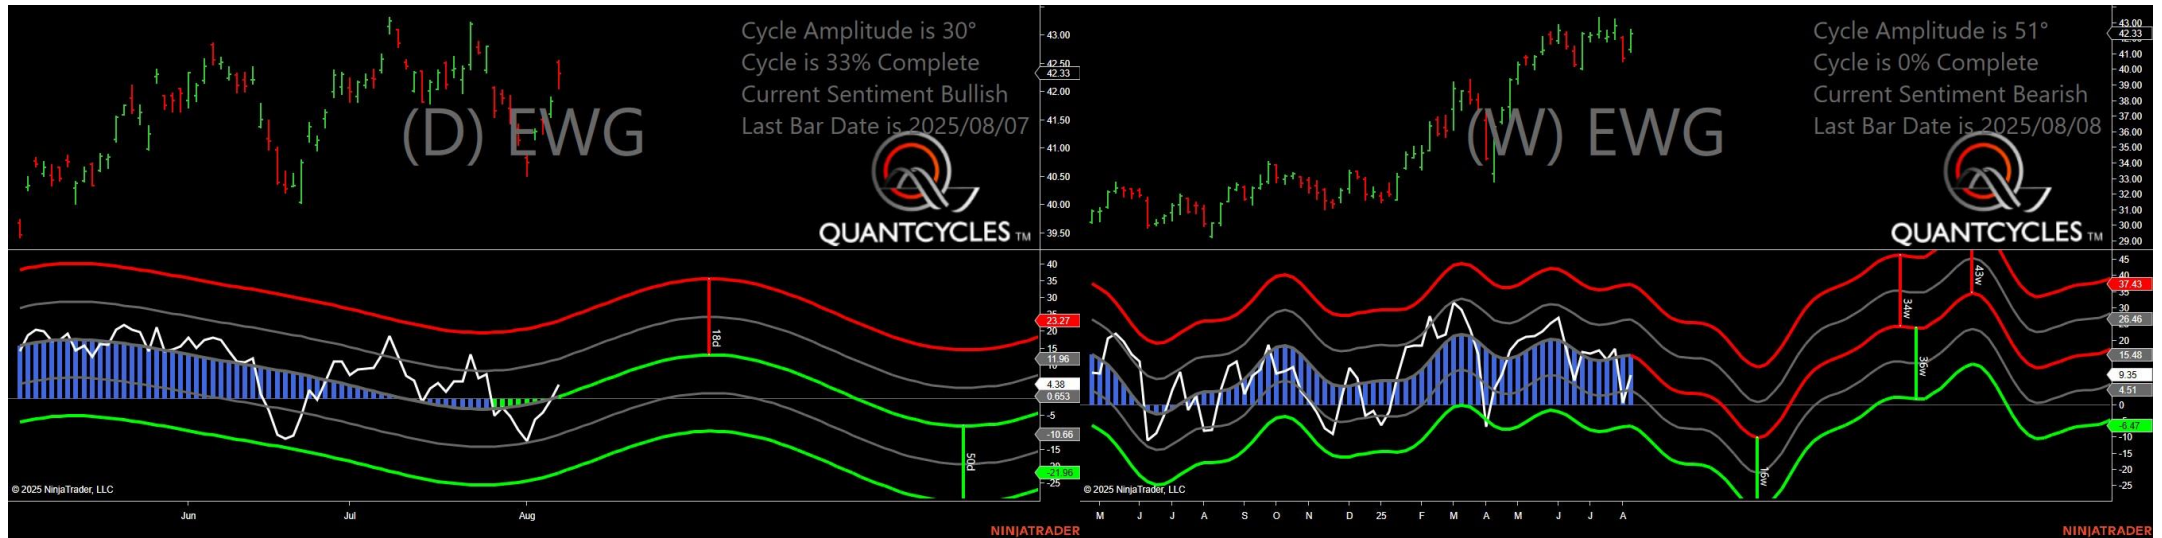 Cycle Amplitude is 30°
Cycle is 33% Complete
Current Sentiment Bullish
Last Bar Date is 2025/08/07
(D) EWG
QUANTCYCLES TM
43.00
42.50
42.33
42.00
41.50
41.00
40.50
40.00
39.50
40
35
30
25
23.27
20
15
11.96
10
4.38
0.653
-5
-10.66
-15
-21.96
-25
18d
50d
© 2025 NinjaTrader, LLC
Jun
Jul
Aug
NINJATRADER
Cycle Amplitude is 51°
Cycle is 0% Complete
Current Sentiment Bearish
Last Bar Date is 2025/08/08
(W) EWG
QUANTCYCLES TM
43.00
42.33
41.00
40.00
39.00
38.00
37.00
36.00
35.00
34.00
33.00
32.00
31.00
30.00
29.00
45
40
37.43
35
30
26.46
20
15.48
9.35
4.51
0
-6.47
-10
-15
-20
-25
34w
43w
36w
16w
© 2025 NinjaTrader, LLC
M J J A S O N D 25 F M A M J J A
NINJATRADER